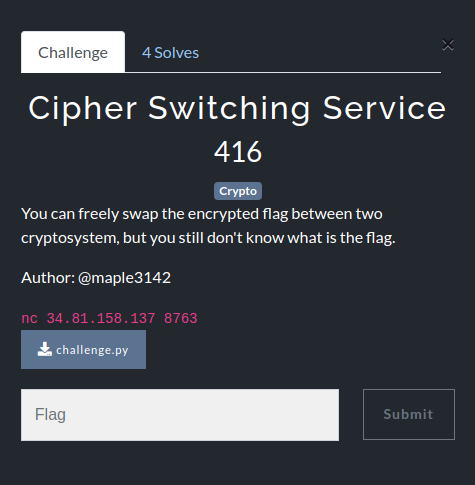 Challenge
4 Solves
×
Cipher Switching Service
416
Crypto
You can freely swap the encrypted flag between two
cryptosystem, but you still don't know what is the flag.
Author: @maple3142
nc 34.81.158.137 8763
challenge.py
Flag
Submit